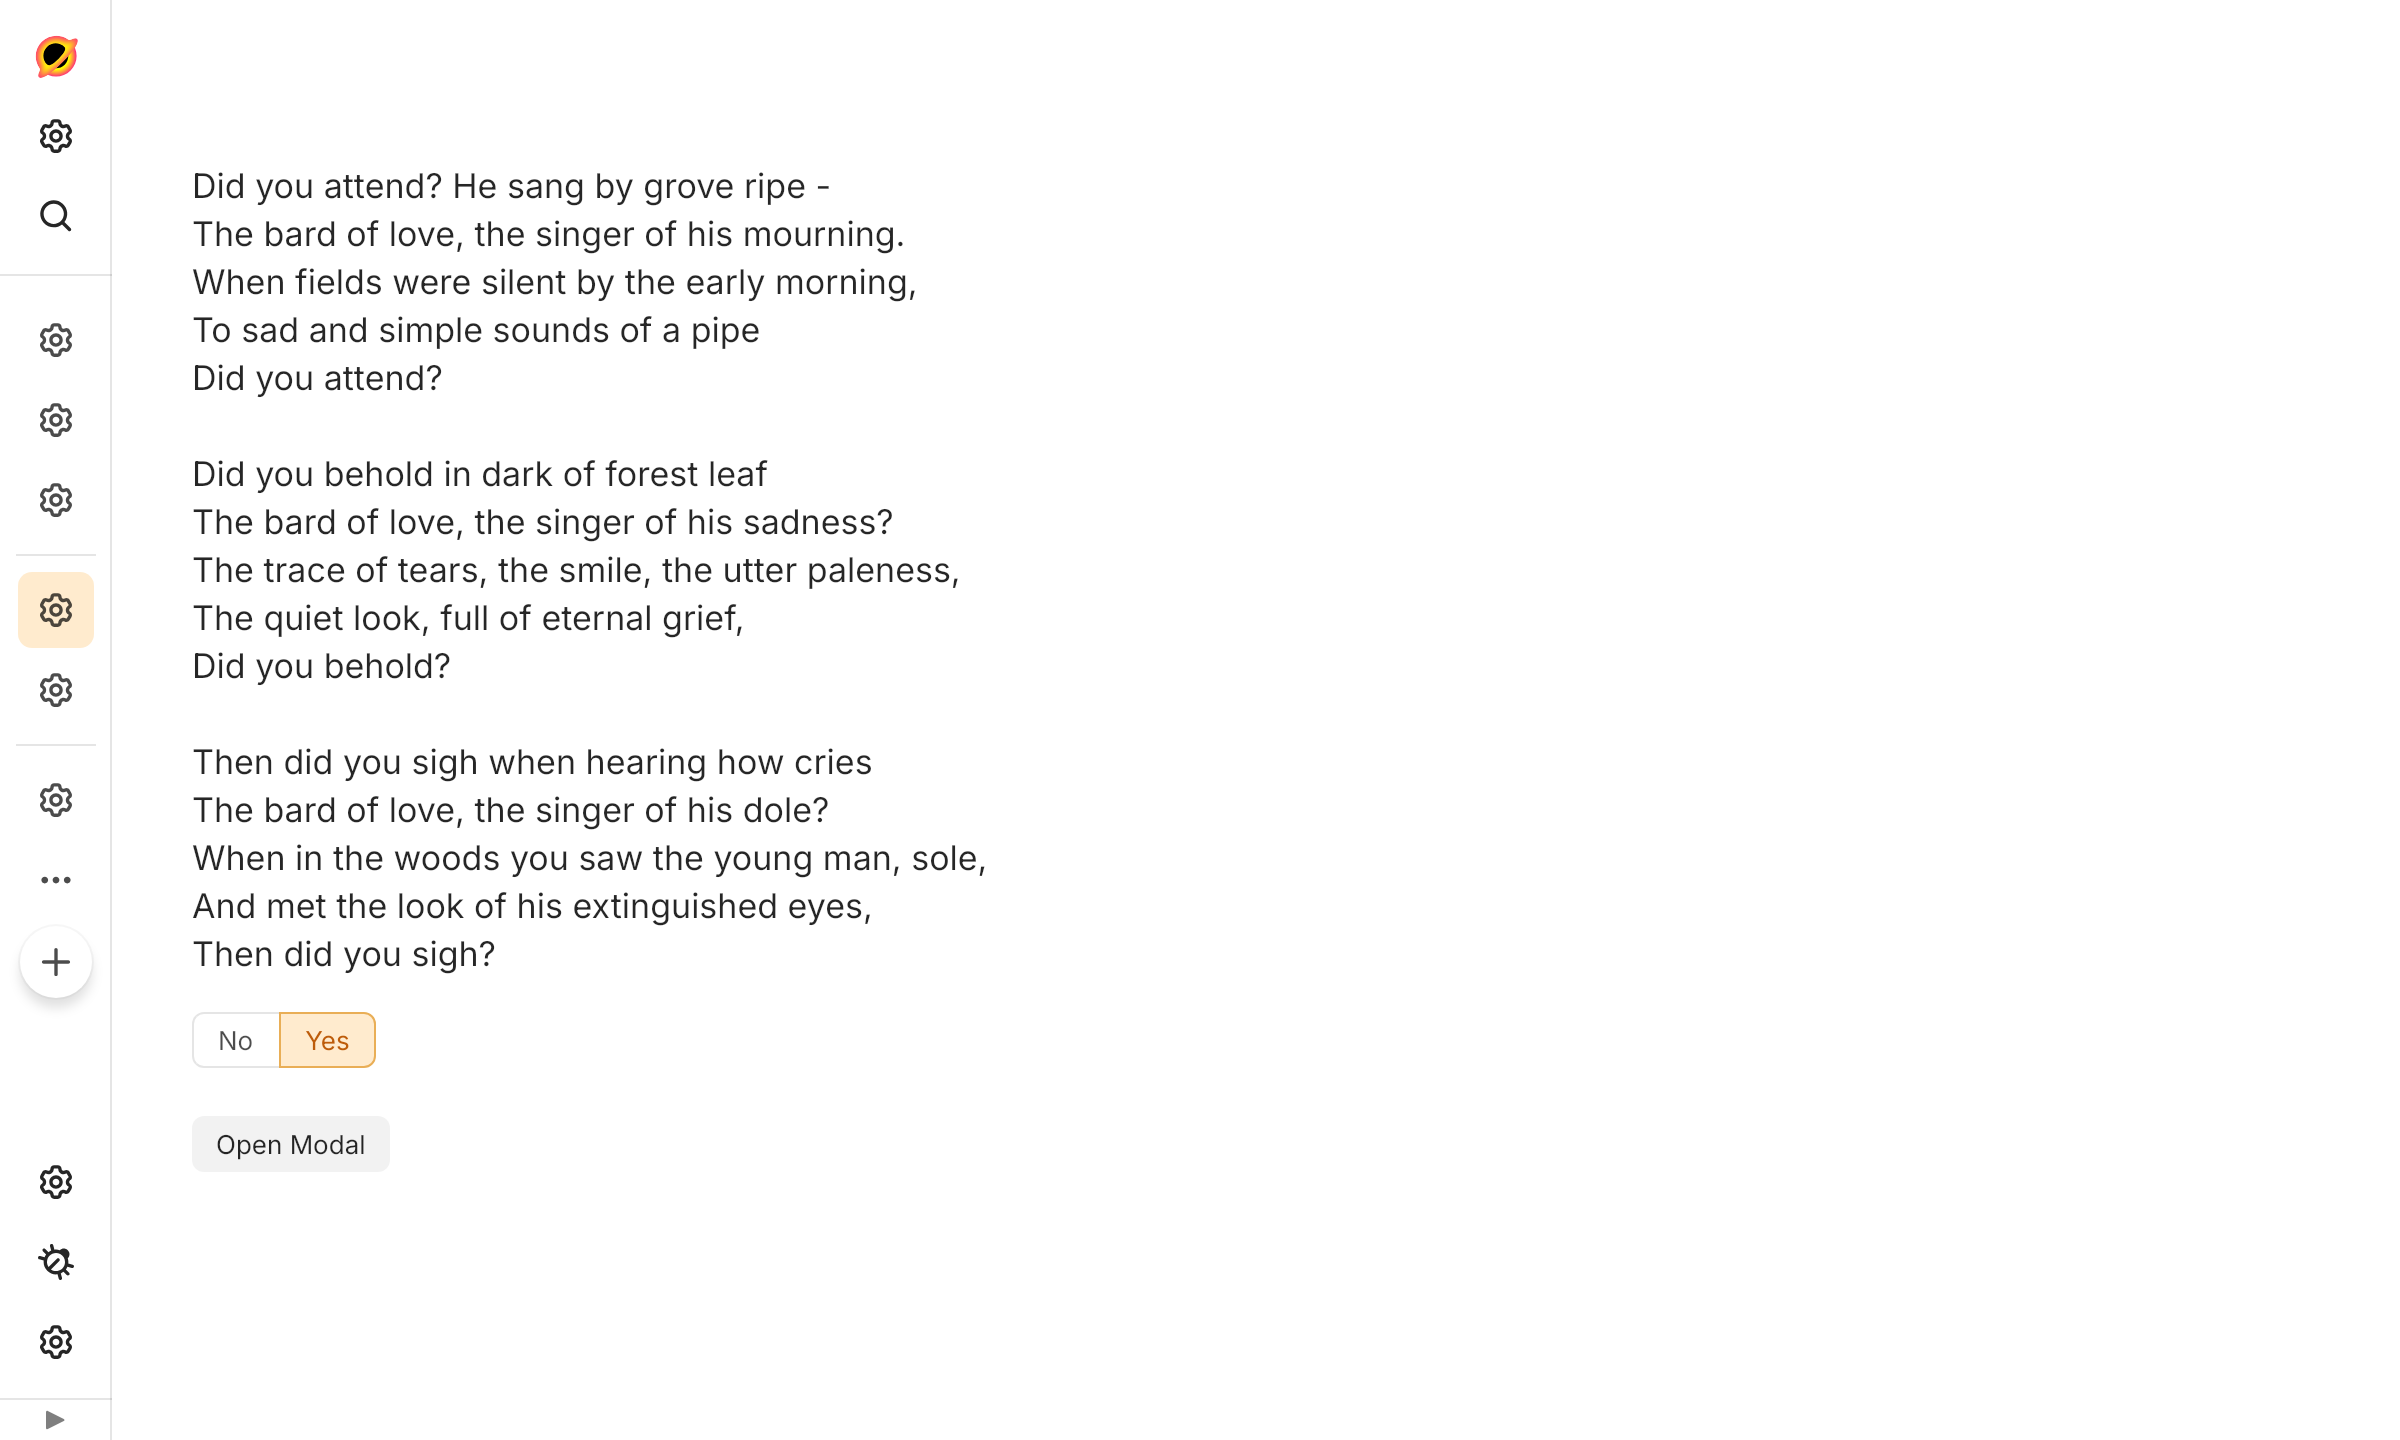 Did you attend? He sang by grove ripe -
The bard of love, the singer of his mourning.
When fields were silent by the early morning,
To sad and simple sounds of a pipe
Did you attend?
Did you behold in dark of forest leaf
The bard of love, the singer of his sadness?
The trace of tears, the smile, the utter paleness,
The quiet look, full of eternal grief,
Did you behold?
Then did you sigh when hearing how cries
The bard of love, the singer of his dole?
When in the woods you saw the young man, sole,
And met the look of his extinguished eyes,
Then did you sigh?
No Yes
Open Modal